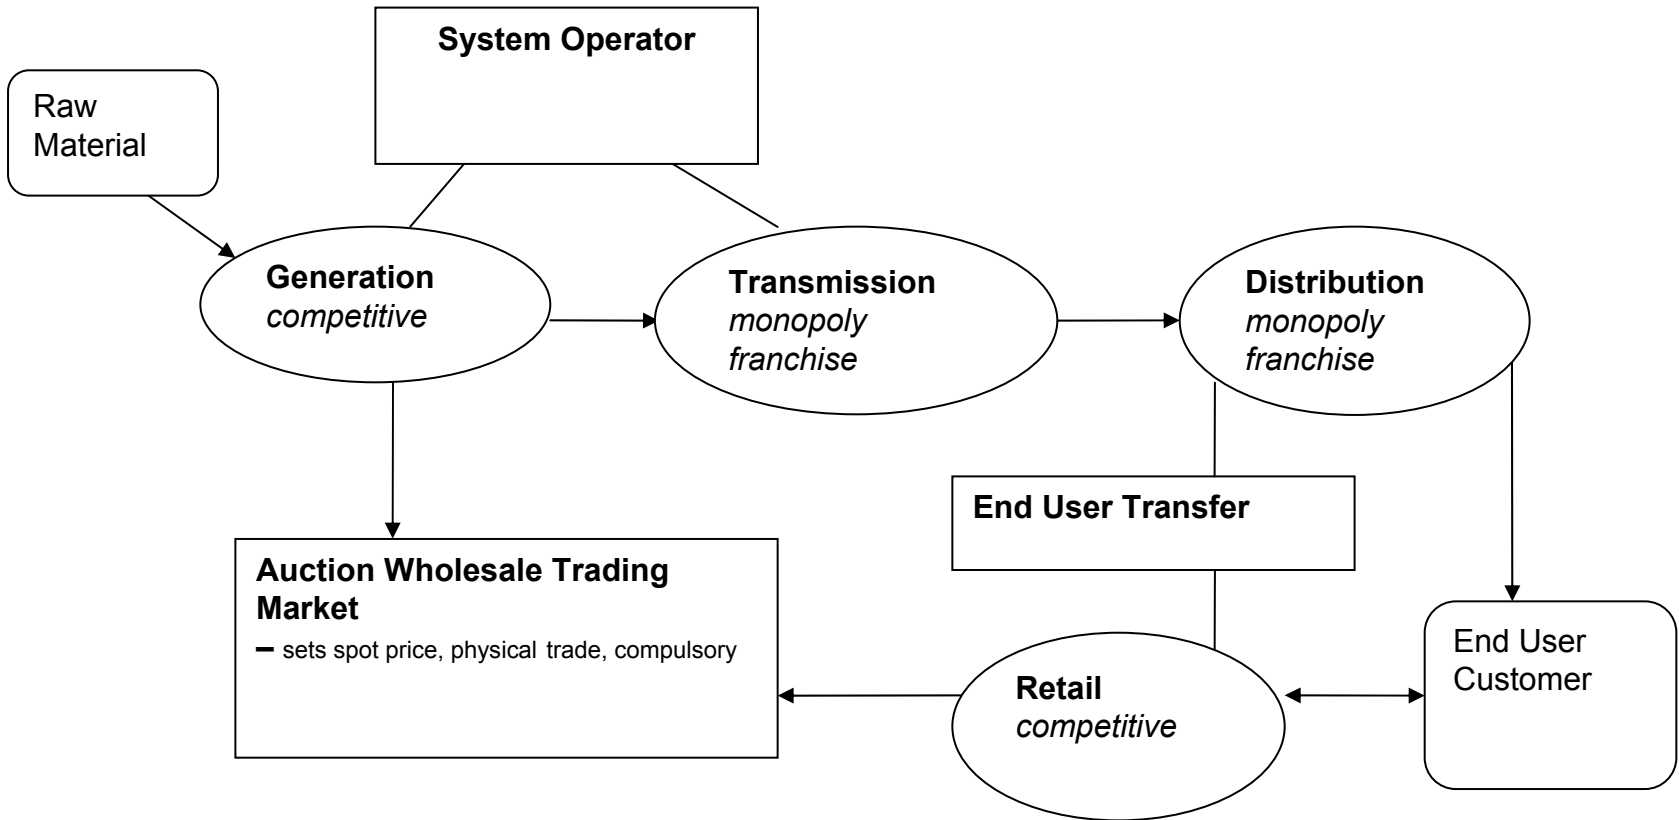 System Operator
Raw
Material
Generation
competitive
Transmission
monopoly
franchise
Distribution
monopoly
franchise
End User Transfer
Auction Wholesale Trading
Market
– sets spot price, physical trade, compulsory
Retail
competitive
End User
Customer